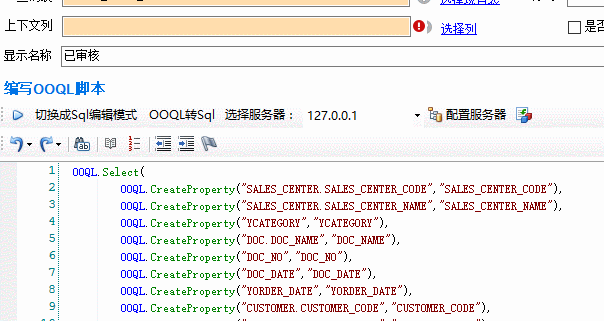 上下文列 选择列
显示名称 已审核
编写OOQL脚本
切换成Sql编辑模式 OOQL转Sql 选择服务器： 127.0.0.1 配置服务器
1 OOQL.Select(
2 OOQL.CreateProperty("SALES_CENTER.SALES_CENTER_CODE","SALES_CENTER_CODE"),
3 OOQL.CreateProperty("SALES_CENTER.SALES_CENTER_NAME","SALES_CENTER_NAME"),
4 OOQL.CreateProperty("YCATEGORY","YCATEGORY"),
5 OOQL.CreateProperty("DOC.DOC_NAME","DOC_NAME"),
6 OOQL.CreateProperty("DOC_NO","DOC_NO"),
7 OOQL.CreateProperty("DOC_DATE","DOC_DATE"),
8 OOQL.CreateProperty("YORDER_DATE","YORDER_DATE"),
9 OOQL.CreateProperty("CUSTOMER.CUSTOMER_CODE","CUSTOMER_CODE"),